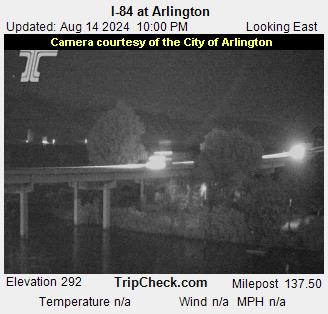 I-84 at Arlington
Updated: Aug 14 2024 10:00 PM Looking East
Camera courtesy of the City of Arlington
Elevation 292 TripCheck.com Milepost 137.50
Temperature n/a Wind n/a MPH n/a